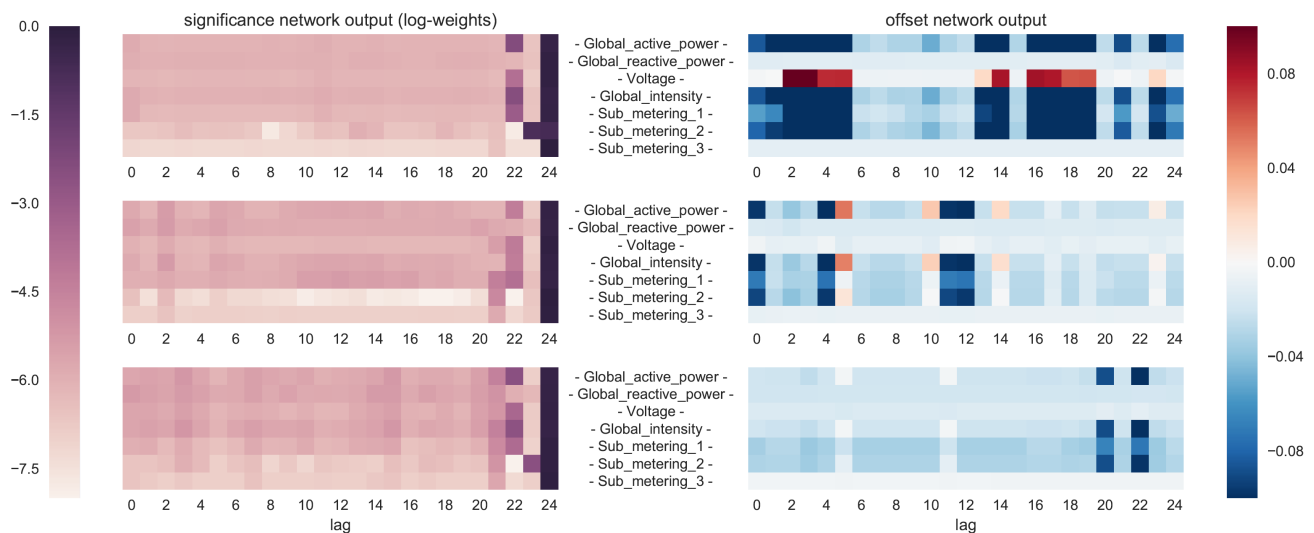 significance network output (log-weights)
offset network output
0.0
−1.5
−3.0
−4.5
−6.0
−7.5
- Global_active_power -
- Global_reactive_power -
- Voltage -
- Global_intensity -
- Sub_metering_1 -
- Sub_metering_2 -
- Sub_metering_3 -
0 2 4 6 8 10 12 14 16 18 20 22 24
0 2 4 6 8 10 12 14 16 18 20 22 24
- Global_active_power -
- Global_reactive_power -
- Voltage -
- Global_intensity -
- Sub_metering_1 -
- Sub_metering_2 -
- Sub_metering_3 -
0 2 4 6 8 10 12 14 16 18 20 22 24
0 2 4 6 8 10 12 14 16 18 20 22 24
- Global_active_power -
- Global_reactive_power -
- Voltage -
- Global_intensity -
- Sub_metering_1 -
- Sub_metering_2 -
- Sub_metering_3 -
0 2 4 6 8 10 12 14 16 18 20 22 24
0 2 4 6 8 10 12 14 16 18 20 22 24
lag
lag
0.08
0.04
0.00
−0.04
−0.08